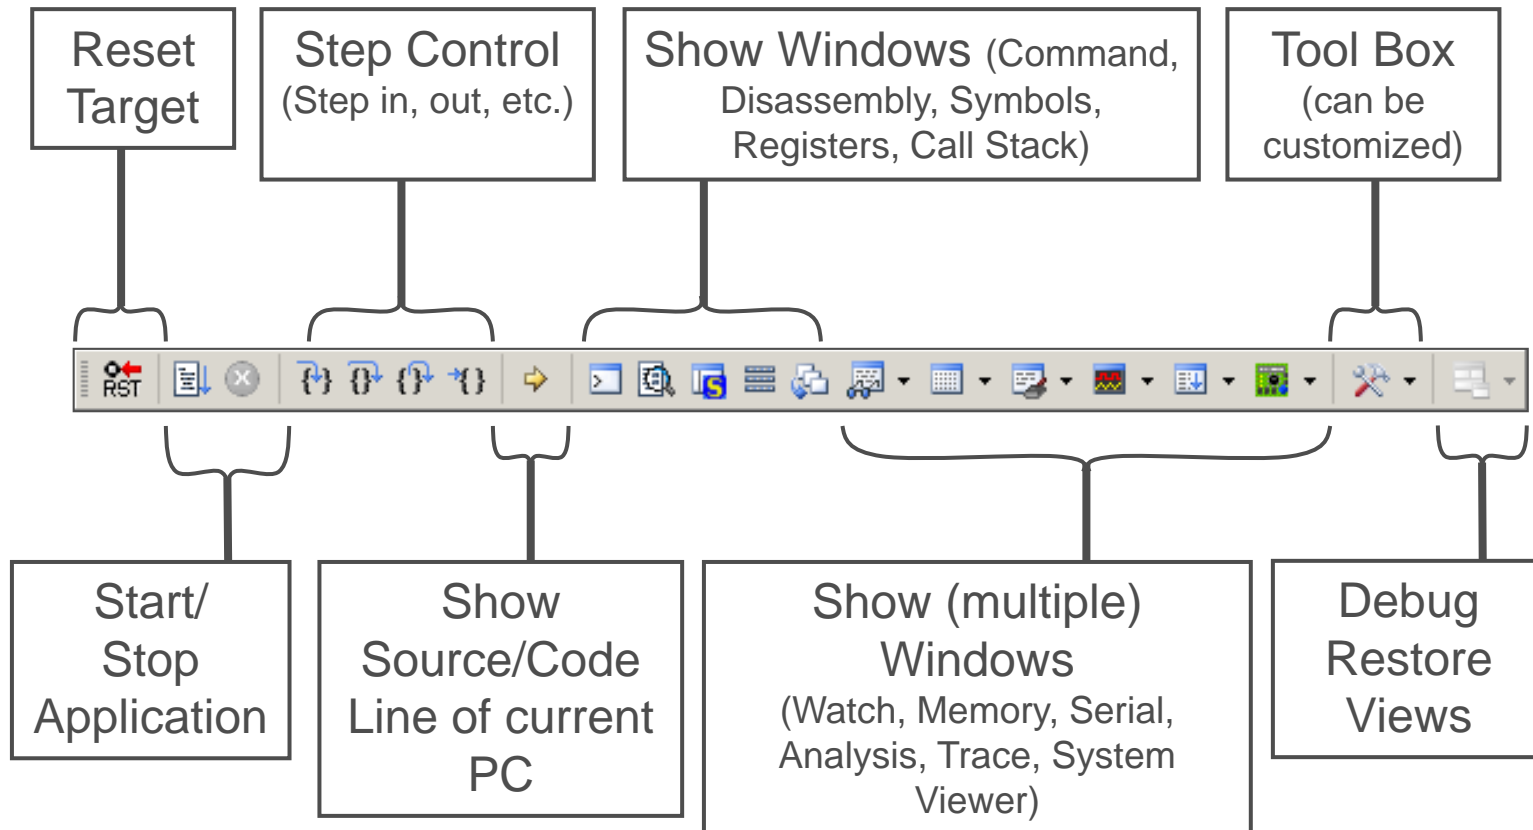 Reset
Target
Step Control
(Step in, out, etc.)
Show Windows (Command,
Disassembly, Symbols,
Registers, Call Stack)
Tool Box
(can be
customized)
RST
{} {} {} {}
>
S
Start/
Stop
Application
Show
Source/Code
Line of current
PC
Show (multiple)
Windows
(Watch, Memory, Serial,
Analysis, Trace, System
Viewer)
Debug
Restore
Views